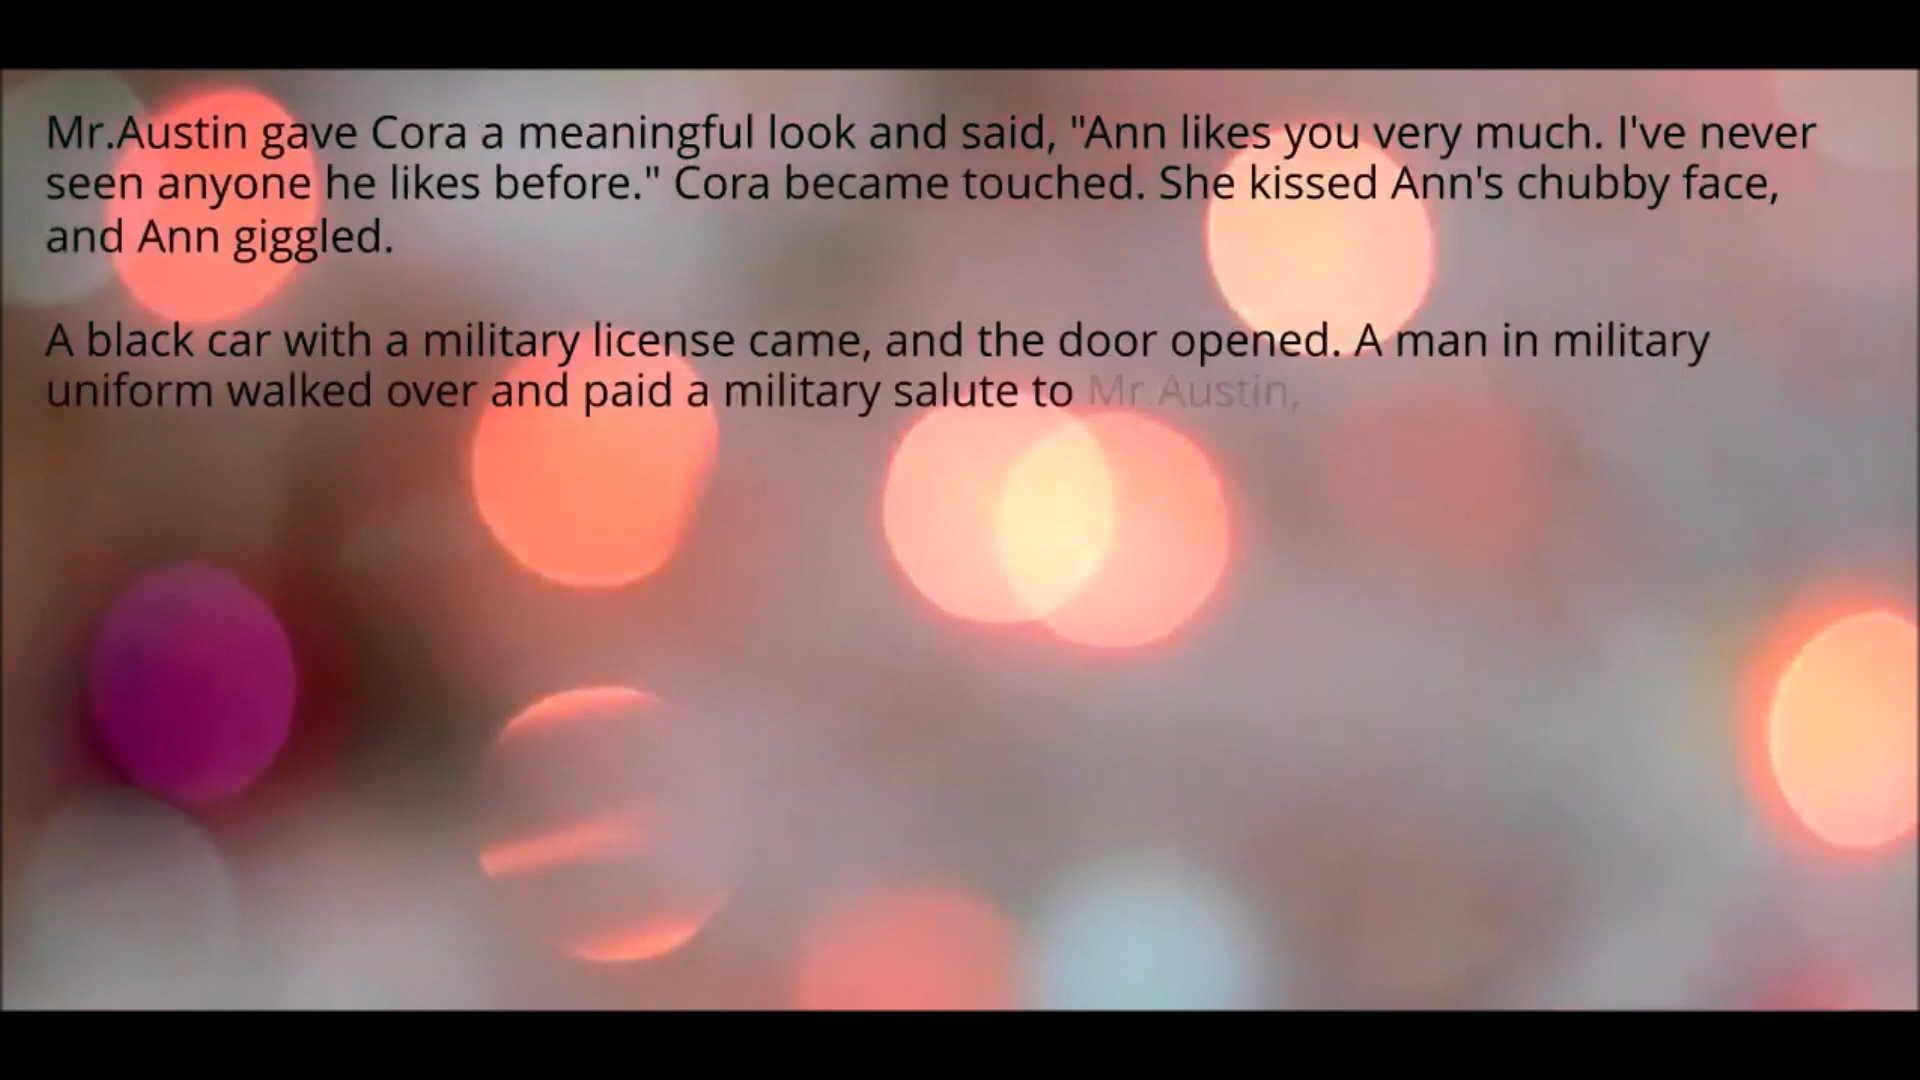 Mr.Austin gave Cora a meaningful look and said, "Ann likes you very much. I've never
seen anyone he likes before." Cora became touched. She kissed Ann's chubby face,
and Ann giggled.
A black car with a military license came, and the door opened. A man in military
uniform walked over and paid a military salute to Mr.Austin,